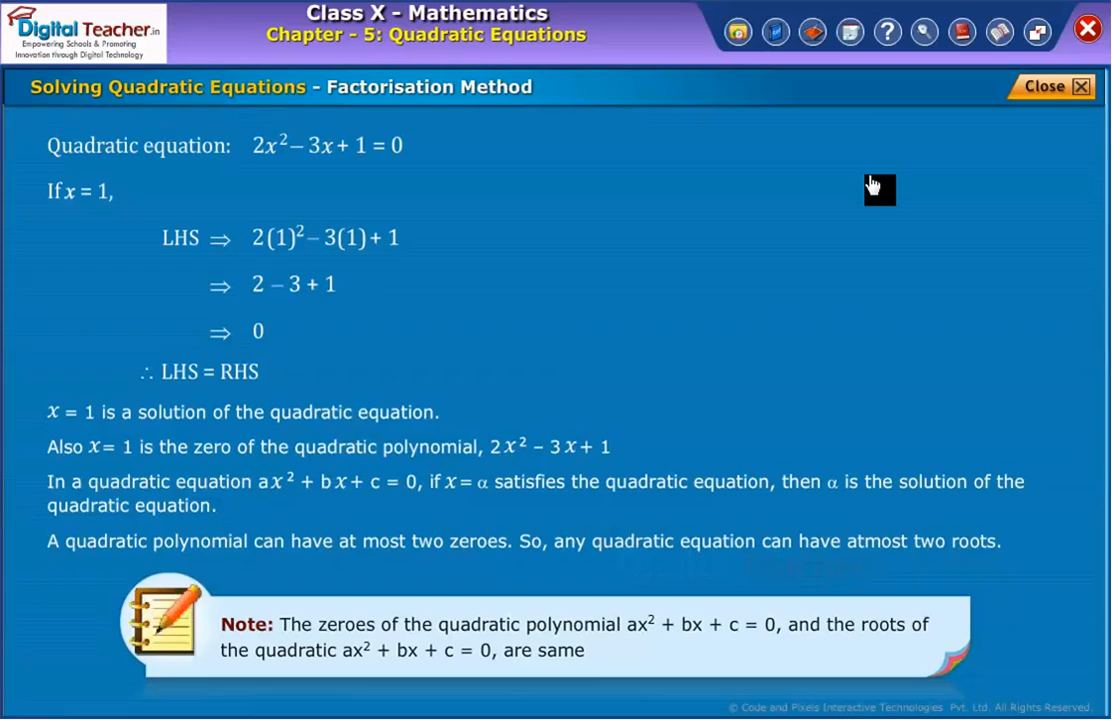 Digital Teacher.in
Empowering Schools & Promoting
Innovation through Digital Technology
Class X - Mathematics
Chapter - 5: Quadratic Equations
?
Solving Quadratic Equations - Factorisation Method
Close
Quadratic equation: 2x² – 3x + 1 = 0
If x = 1,
LHS ⇒ 2(1)² – 3(1) + 1
⇒ 2 – 3 + 1
⇒ 0
∴ LHS = RHS
x = 1 is a solution of the quadratic equation.
Also x = 1 is the zero of the quadratic polynomial, 2x² – 3x + 1
In a quadratic equation ax² + bx + c = 0, if x = α satisfies the quadratic equation, then α is the solution of the
quadratic equation.
A quadratic polynomial can have at most two zeroes. So, any quadratic equation can have atmost two roots.
Note: The zeroes of the quadratic polynomial ax² + bx + c = 0, and the roots of
the quadratic ax² + bx + c = 0, are same
© Code and Pixels Interactive Technologies Pvt. Ltd. All Rights Reserved.